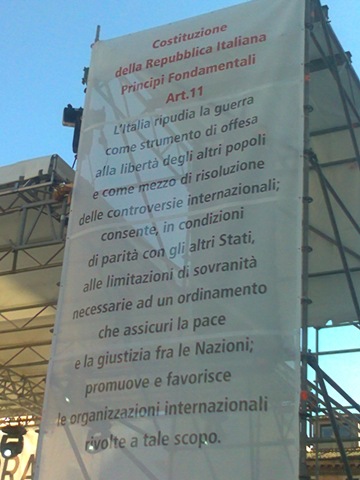 Costituzione
della Repubblica Italiana
Principi Fondamentali
Art.11
L'Italia ripudia la guerra
come strumento di offesa
alla libertà degli altri popoli
e come mezzo di risoluzione
delle controversie internazionali;
consente, in condizioni
di parità con gli altri Stati,
alle limitazioni di sovranità
necessarie ad un ordinamento
che assicuri la pace
e la giustizia fra le Nazioni;
promuove e favorisce
le organizzazioni internazionali
rivolte a tale scopo.